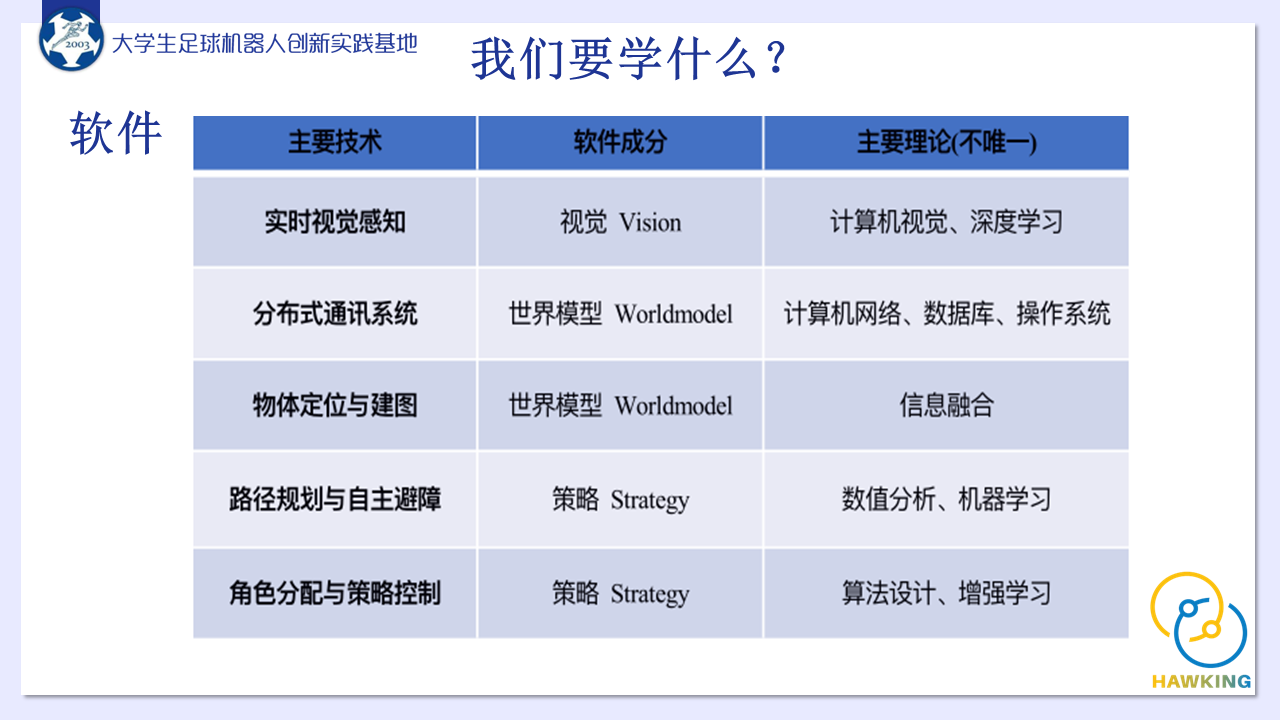 2003
大学生足球机器人创新实践基地
我们要学什么？
软件
主要技术 软件成分 主要理论(不唯一)
实时视觉感知 视觉 Vision 计算机视觉、深度学习
分布式通讯系统 世界模型 Worldmodel 计算机网络、数据库、操作系统
物体定位与建图 世界模型 Worldmodel 信息融合
路径规划与自主避障 策略 Strategy 数值分析、机器学习
角色分配与策略控制 策略 Strategy 算法设计、增强学习
HAWKING